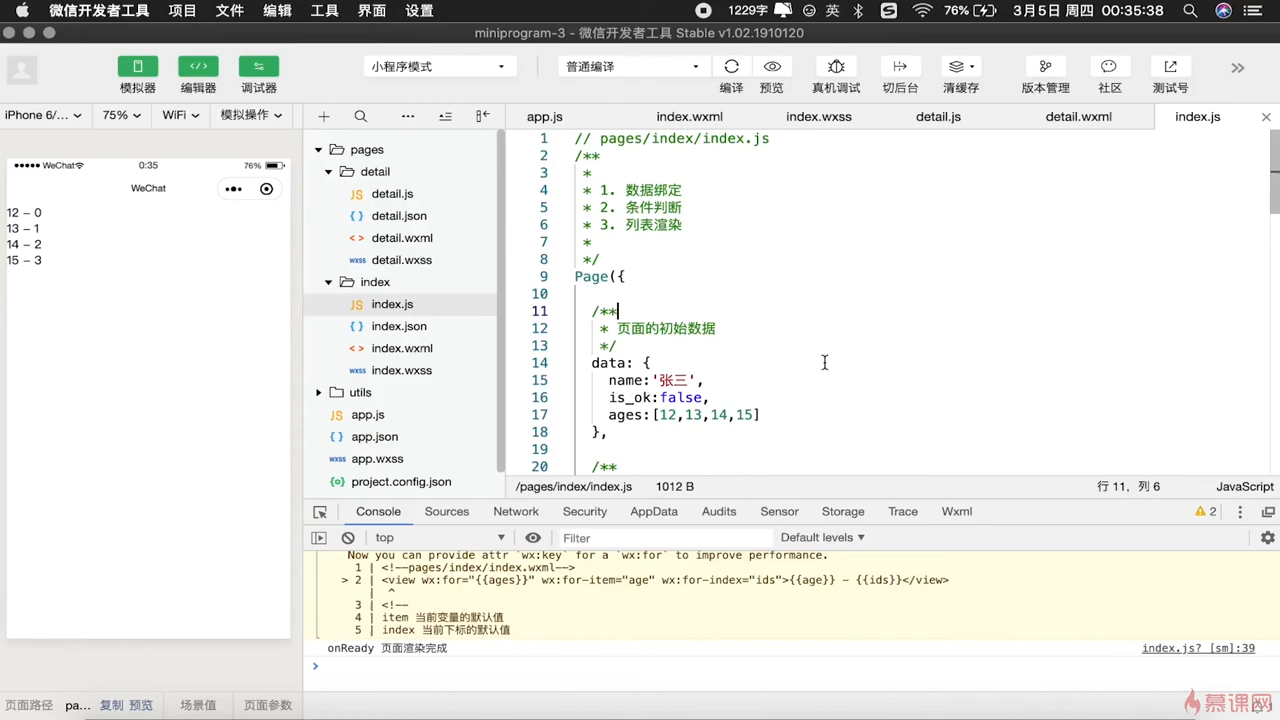 微信开发者工具 项目 文件 编辑 工具 界面 设置 1229字 英 76% 3月5日 周四 00:35:38
miniprogram-3 - 微信开发者工具 Stable v1.02.1910120
小程序模式 普通编译
模拟器 编辑器 调试器 编译 预览 真机调试 切后台 清缓存 版本管理 社区 测试号
iPhone 6/... 75% WiFi 模拟操作
app.js index.wxml index.wxss detail.js detail.wxml index.js
WeChat 0:35 76%
WeChat
12 - 0
13 - 1
14 - 2
15 - 3
pages
detail
JS detail.js
{ } detail.json
< > detail.wxml
wxss detail.wxss
index
JS index.js
{ } index.json
< > index.wxml
wxss index.wxss
utils
JS app.js
{ } app.json
wxss app.wxss
{o} project.config.json
1 // pages/index/index.js
2 /**
3 *
4 * 1. 数据绑定
5 * 2. 条件判断
6 * 3. 列表渲染
7 *
8 */
9 Page({
10
11 /**
12 * 页面的初始数据
13 */
14 data: {
15 name:'张三',
16 is_ok:false,
17 ages:[12,13,14,15]
18 },
19
20 /**
/pages/index/index.js 1012 B 行 11, 列 6 JavaScript
Console Sources Network Security AppData Audits Sensor Storage Trace Wxml 2
top Filter Default levels
Now you can provide attr `wx:key` for a `wx:for` to improve performance.
1 | <!--pages/index/index.wxml-->
> 2 | <view wx:for="{{ages}}" wx:for-item="age" wx:for-index="ids">{{age}} - {{ids}}</view>
| ^
3 | <!--
4 | item 当前变量的默认值
5 | index 当前下标的默认值
onReady 页面渲染完成 index.js? [sm]:39
>
页面路径 pa... 复制 预览 场景值 页面参数
慕课网